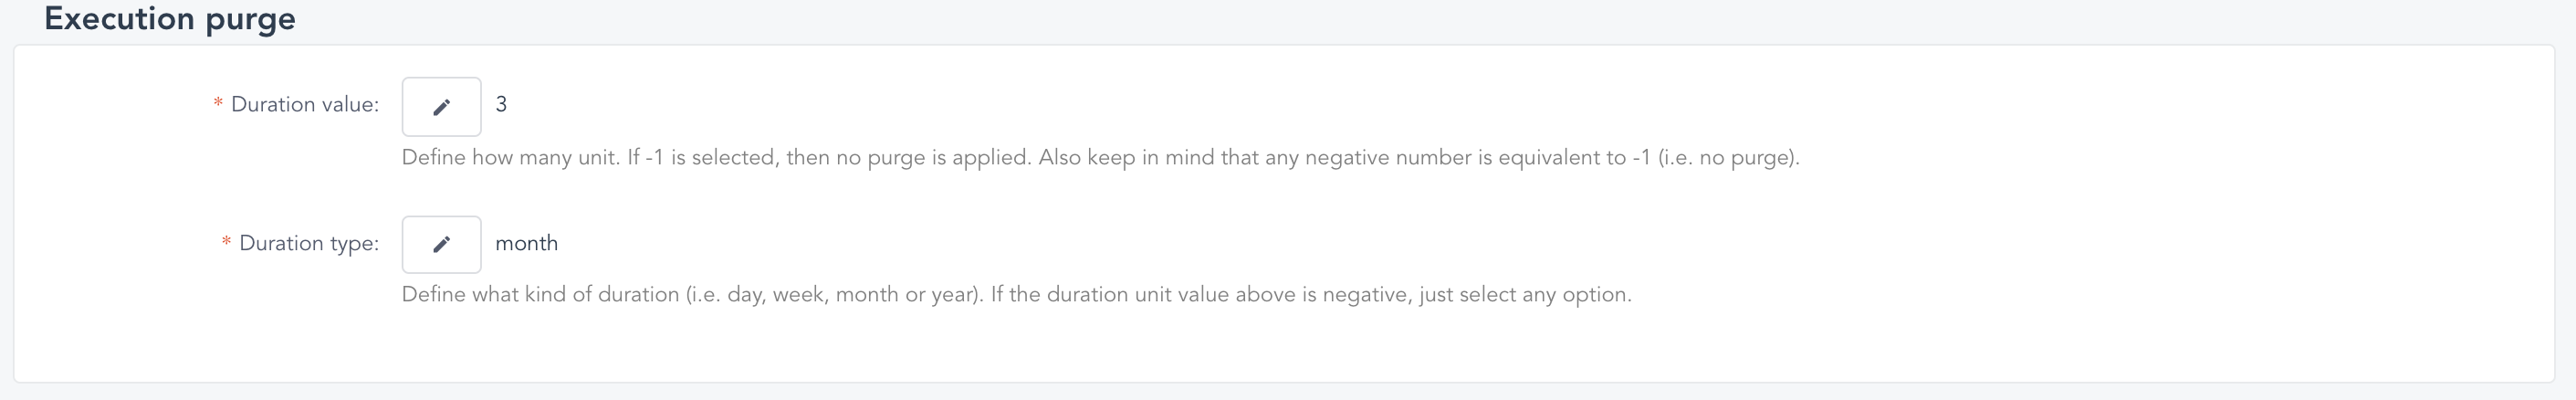 Execution purge
* Duration value: 3
Define how many unit. If -1 is selected, then no purge is applied. Also keep in mind that any negative number is equivalent to -1 (i.e. no purge).
* Duration type: month
Define what kind of duration (i.e. day, week, month or year). If the duration unit value above is negative, just select any option.